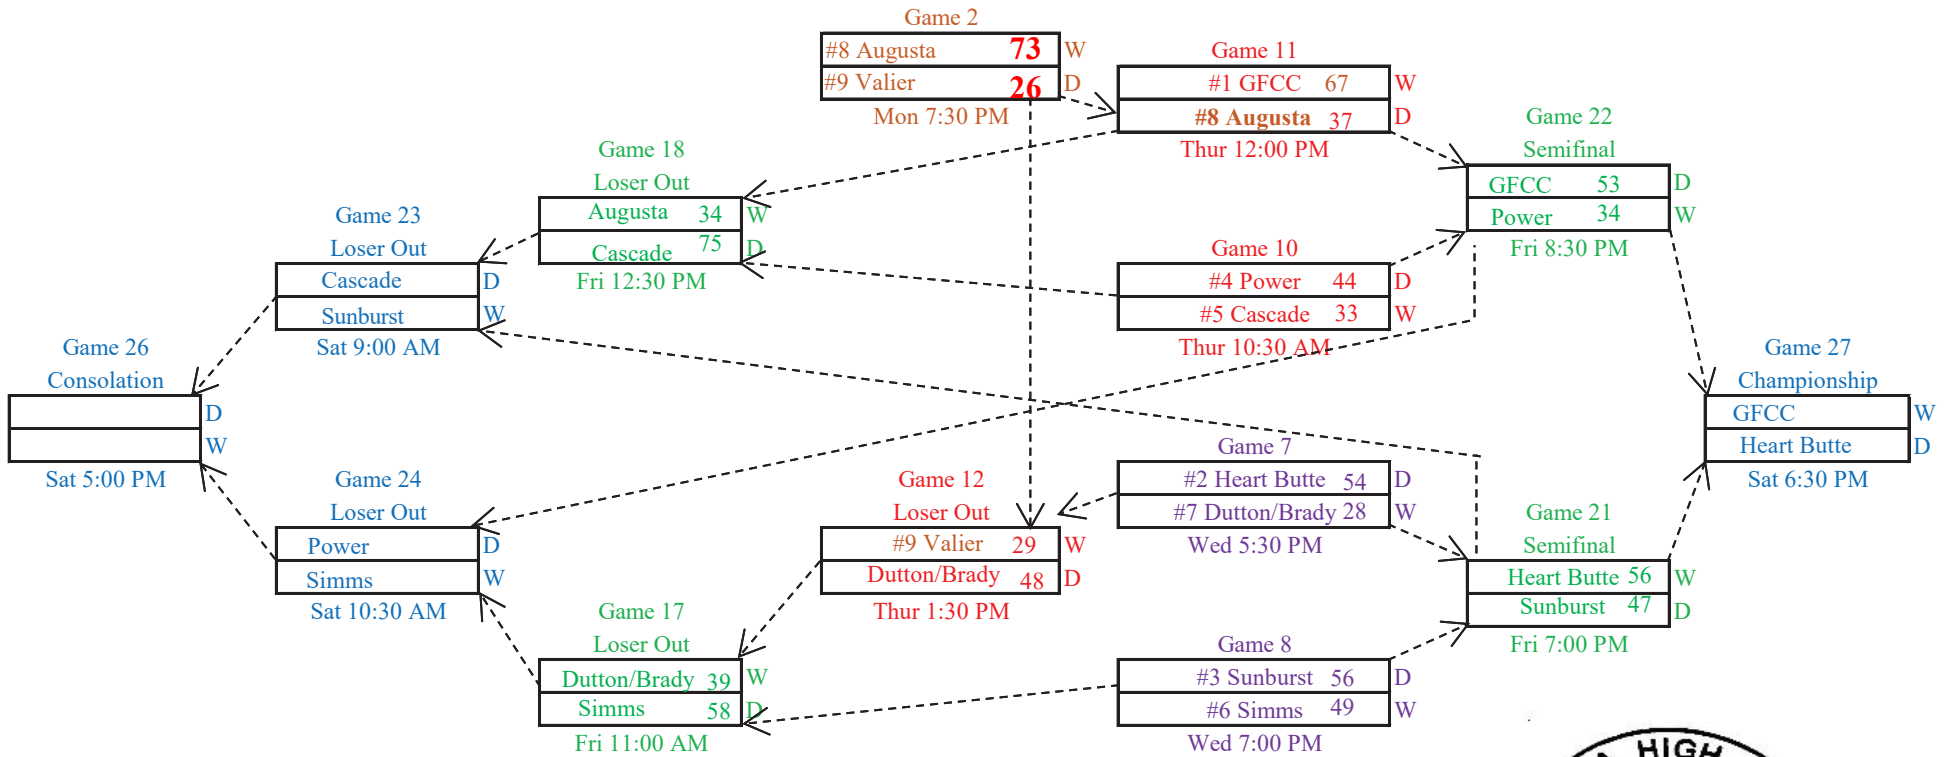 Game 2
#8 Augusta 73 W
#9 Valier 26 D
Mon 7:30 PM
Game 11
#1 GFCC 67 W
#8 Augusta 37 D
Thur 12:00 PM
Game 22
Semifinal
GFCC 53 D
Power 34 W
Fri 8:30 PM
Game 18
Loser Out
Augusta 34 W
Cascade 75 D
Fri 12:30 PM
Game 23
Loser Out
Cascade D
Sunburst W
Sat 9:00 AM
Game 10
#4 Power 44 D
#5 Cascade 33 W
Thur 10:30 AM
Game 26
Consolation
D
W
Sat 5:00 PM
Game 27
Championship
GFCC W
Heart Butte D
Sat 6:30 PM
Game 24
Loser Out
Power D
Simms W
Sat 10:30 AM
Game 12
Loser Out
#9 Valier 29 W
Dutton/Brady 48 D
Thur 1:30 PM
Game 7
#2 Heart Butte 54 D
#7 Dutton/Brady 28 W
Wed 5:30 PM
Game 21
Semifinal
Heart Butte 56 W
Sunburst 47 D
Fri 7:00 PM
Game 17
Loser Out
Dutton/Brady 39 W
Simms 58 D
Fri 11:00 AM
Game 8
#3 Sunburst 56 D
#6 Simms 49 W
Wed 7:00 PM
HIGH